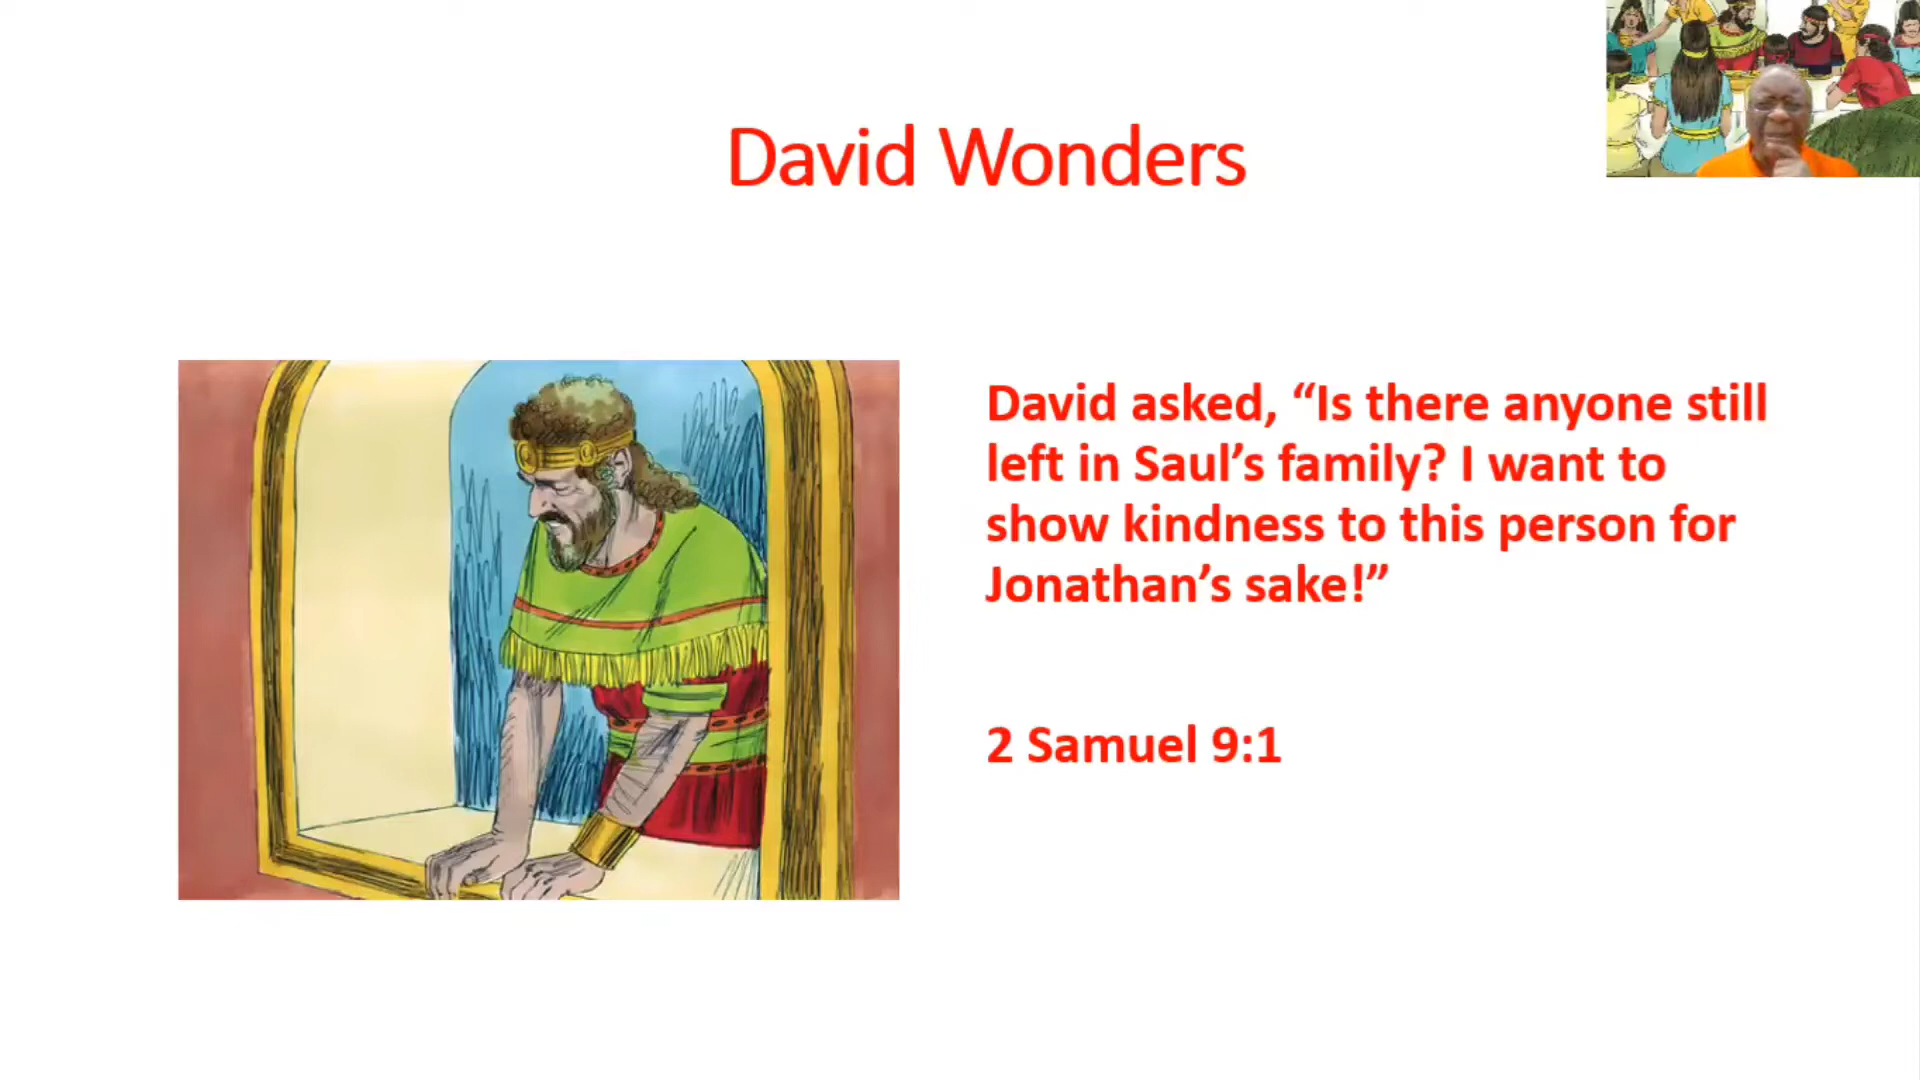 David Wonders
David asked, “Is there anyone still
left in Saul’s family? I want to
show kindness to this person for
Jonathan’s sake!”
2 Samuel 9:1